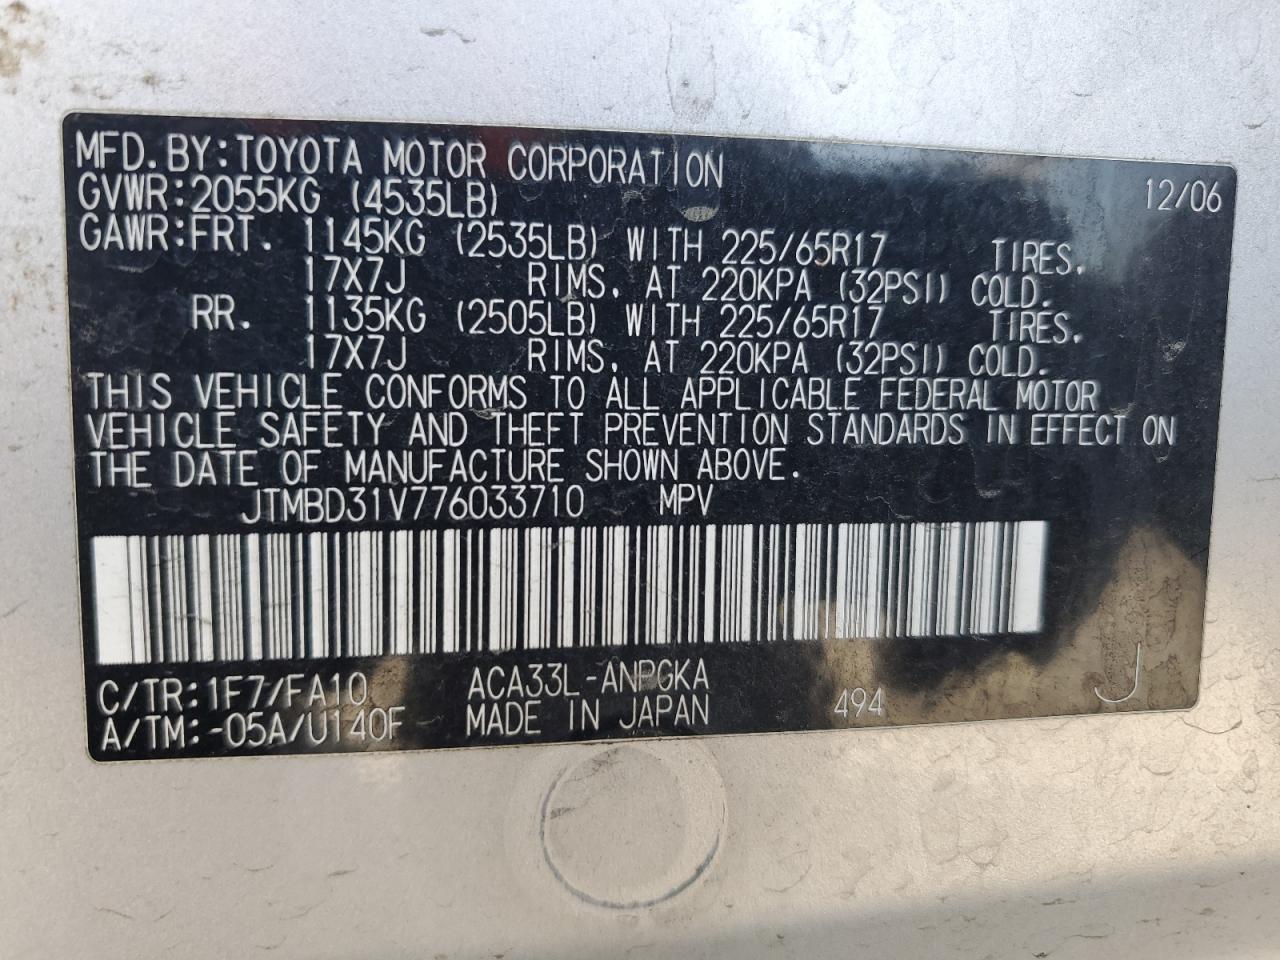 MFD. BY: TOYOTA MOTOR CORPORATION 12/06
GVWR: 2055KG (4535LB)
GAWR: FRT. 1145KG (2535LB) WITH 225/65R17 TIRES,
17X7J RIMS, AT 220KPA (32PSI) COLD.
RR. 1135KG (2505LB) WITH 225/65R17 TIRES,
17X7J RIMS, AT 220KPA (32PSI) COLD.
THIS VEHICLE CONFORMS TO ALL APPLICABLE FEDERAL MOTOR
VEHICLE SAFETY AND THEFT PREVENTION STANDARDS IN EFFECT ON
THE DATE OF MANUFACTURE SHOWN ABOVE.
JTMBD31V776033710 MPV
C/TR: 1F7/FA10 ACA33L-ANPGKA
A/TM: -05A/U140F MADE IN JAPAN 494 J